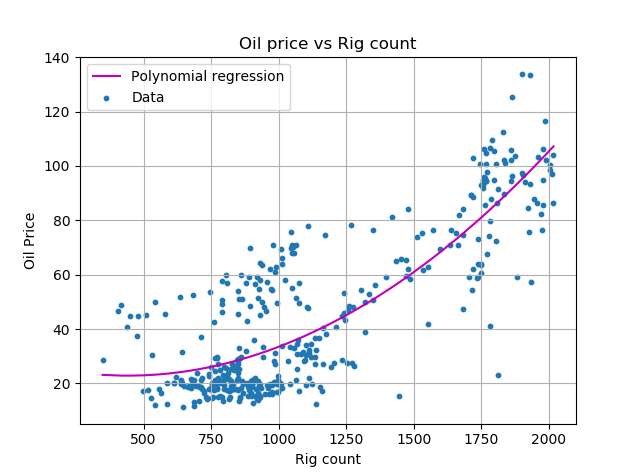 Oil price vs Rig count
Polynomial regression
Data
140
120
100
80
60
40
20
Oil Price
500
750
1000
1250
1500
1750
2000
Rig count